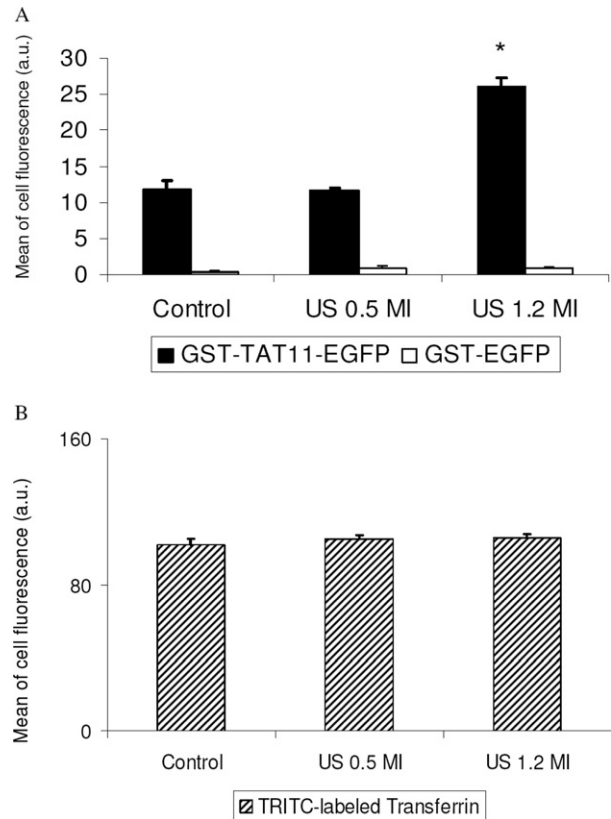 A
Mean of cell fluorescence (a.u.)
30
25
20
15
10
5
0
*
Control US 0.5 MI US 1.2 MI
GST-TAT11-EGFP GST-EGFP
B
Mean of cell fluorescence (a.u.)
160
80
0
Control US 0.5 MI US 1.2 MI
TRITC-labeled Transferrin